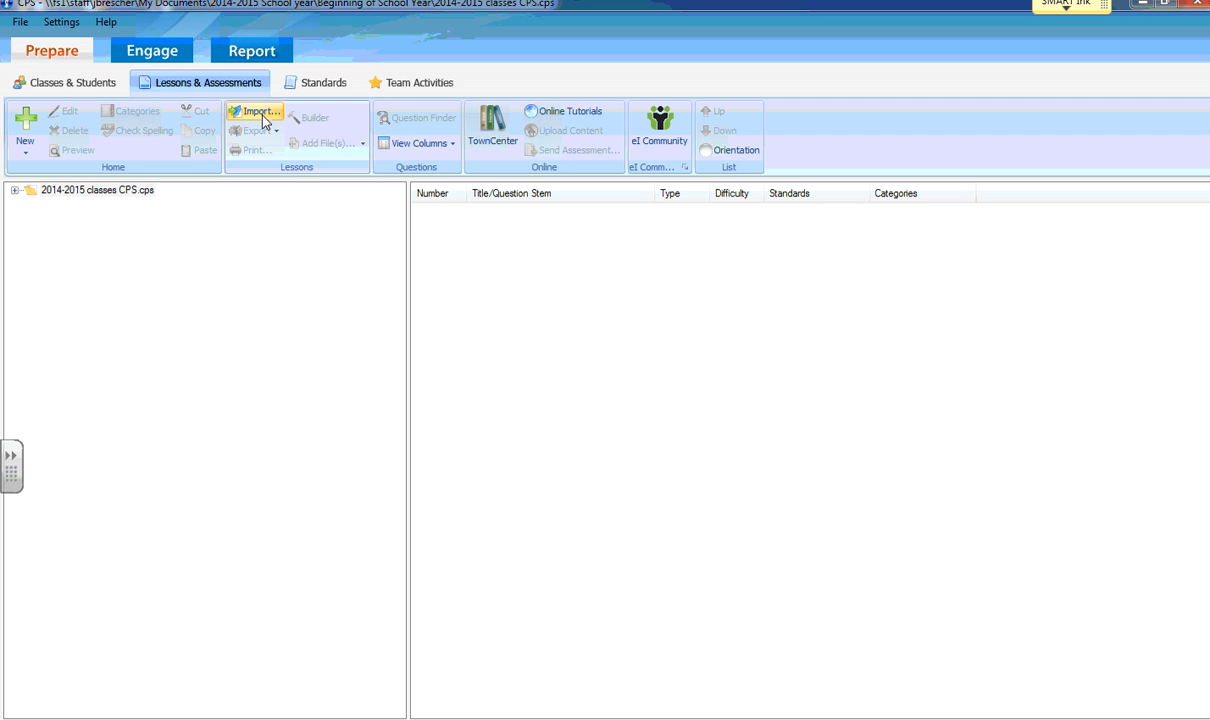 CPS - \\fs1\staff\jbrescher\My Documents\2014-2015 School year\Beginning of School Year\2014-2015 classes CPS.cps
SMART Ink
File Settings Help
Prepare Engage Report
Classes & Students Lessons & Assessments Standards Team Activities
Edit Categories Cut Import... Builder Question Finder Online Tutorials Up
New Delete Check Spelling Copy Export TownCenter Upload Content eI Community Down
Preview Paste Print... Add File(s)... View Columns Send Assessment... Orientation
Home Lessons Questions Online eI Comm... List
2014-2015 classes CPS.cps Number Title/Question Stem Type Difficulty Standards Categories